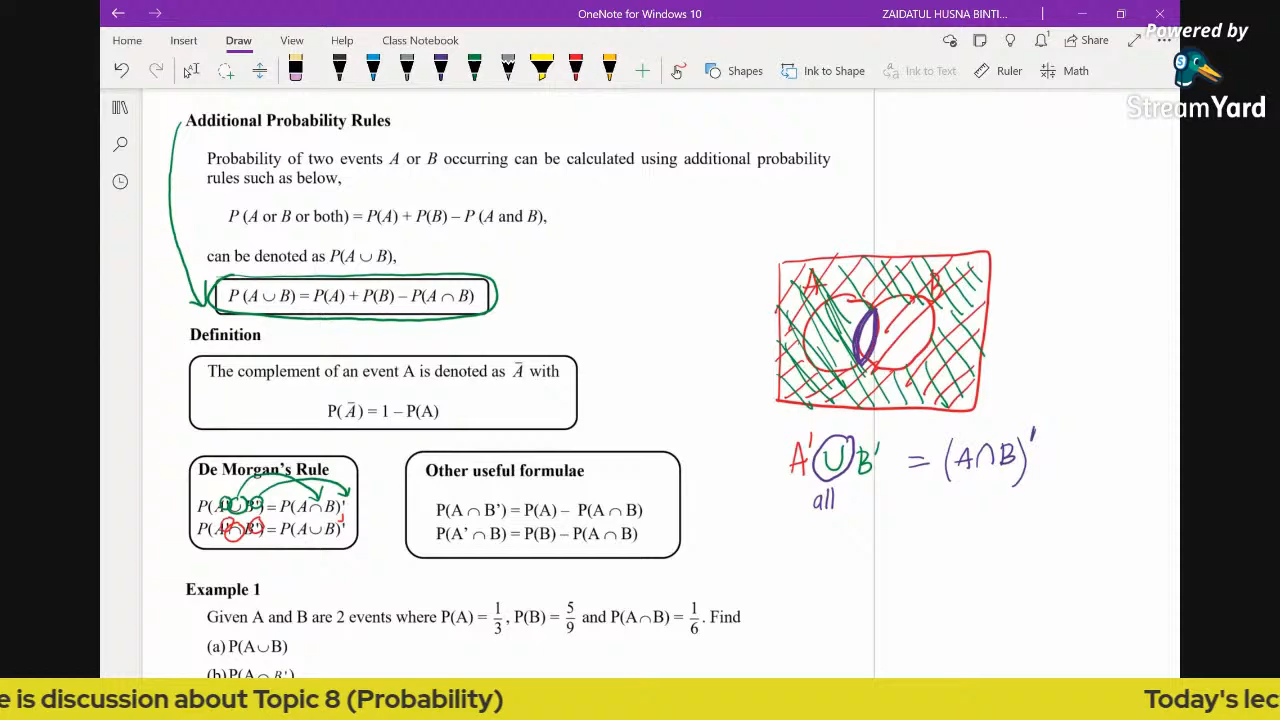 OneNote for Windows 10
ZAIDATUL HUSNA BINTI...
Powered by
StreamYard
Home Insert Draw View Help Class Notebook
Share
Shapes Ink to Shape Ink to Text Ruler Math
Additional Probability Rules
Probability of two events A or B occurring can be calculated using additional probability
rules such as below,
P (A or B or both) = P(A) + P(B) – P (A and B),
can be denoted as P(A ∪ B),
P (A ∪ B) = P(A) + P(B) – P(A ∩ B)
Definition
The complement of an event A is denoted as A̅ with
P( A̅ ) = 1 – P(A)
De Morgan's Rule
P(A'∪B') = P(A∩B)'
P(A'∩B') = P(A∪B)'
Other useful formulae
P(A ∩ B') = P(A) – P(A ∩ B)
P(A' ∩ B) = P(B) – P(A ∩ B)
A B
A' ∪ B' = (A∩B)'
all
Example 1
Given A and B are 2 events where P(A) = 1/3, P(B) = 5/9 and P(A∩B) = 1/6. Find
(a) P(A∪B)
(b) P(A ∩ B')
e is discussion about Topic 8 (Probability)
Today's lec